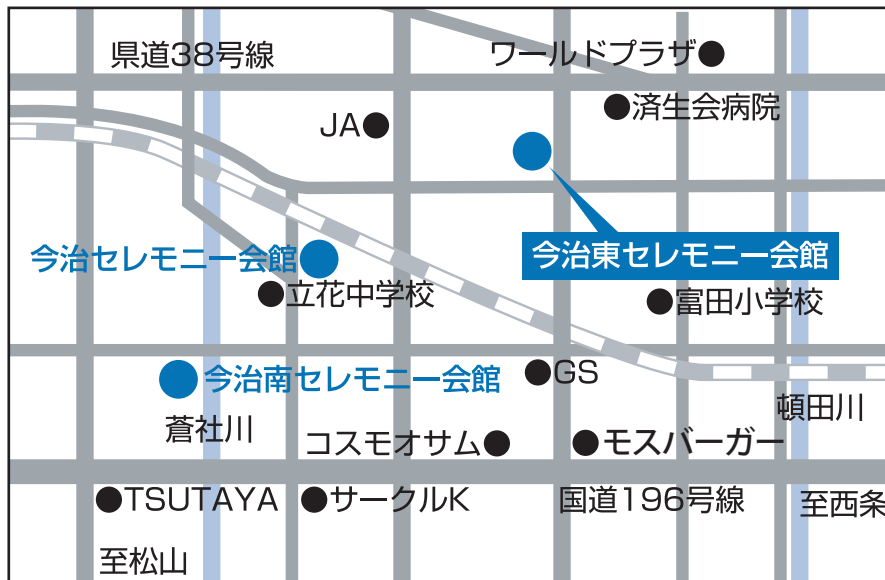 県道38号線
ワールドプラザ
済生会病院
JA
今治セレモニー会館
今治東セレモニー会館
立花中学校
富田小学校
今治南セレモニー会館
GS
頓田川
蒼社川
コスモオサム
モスバーガー
TSUTAYA
サークルK
国道196号線
至西条
至松山